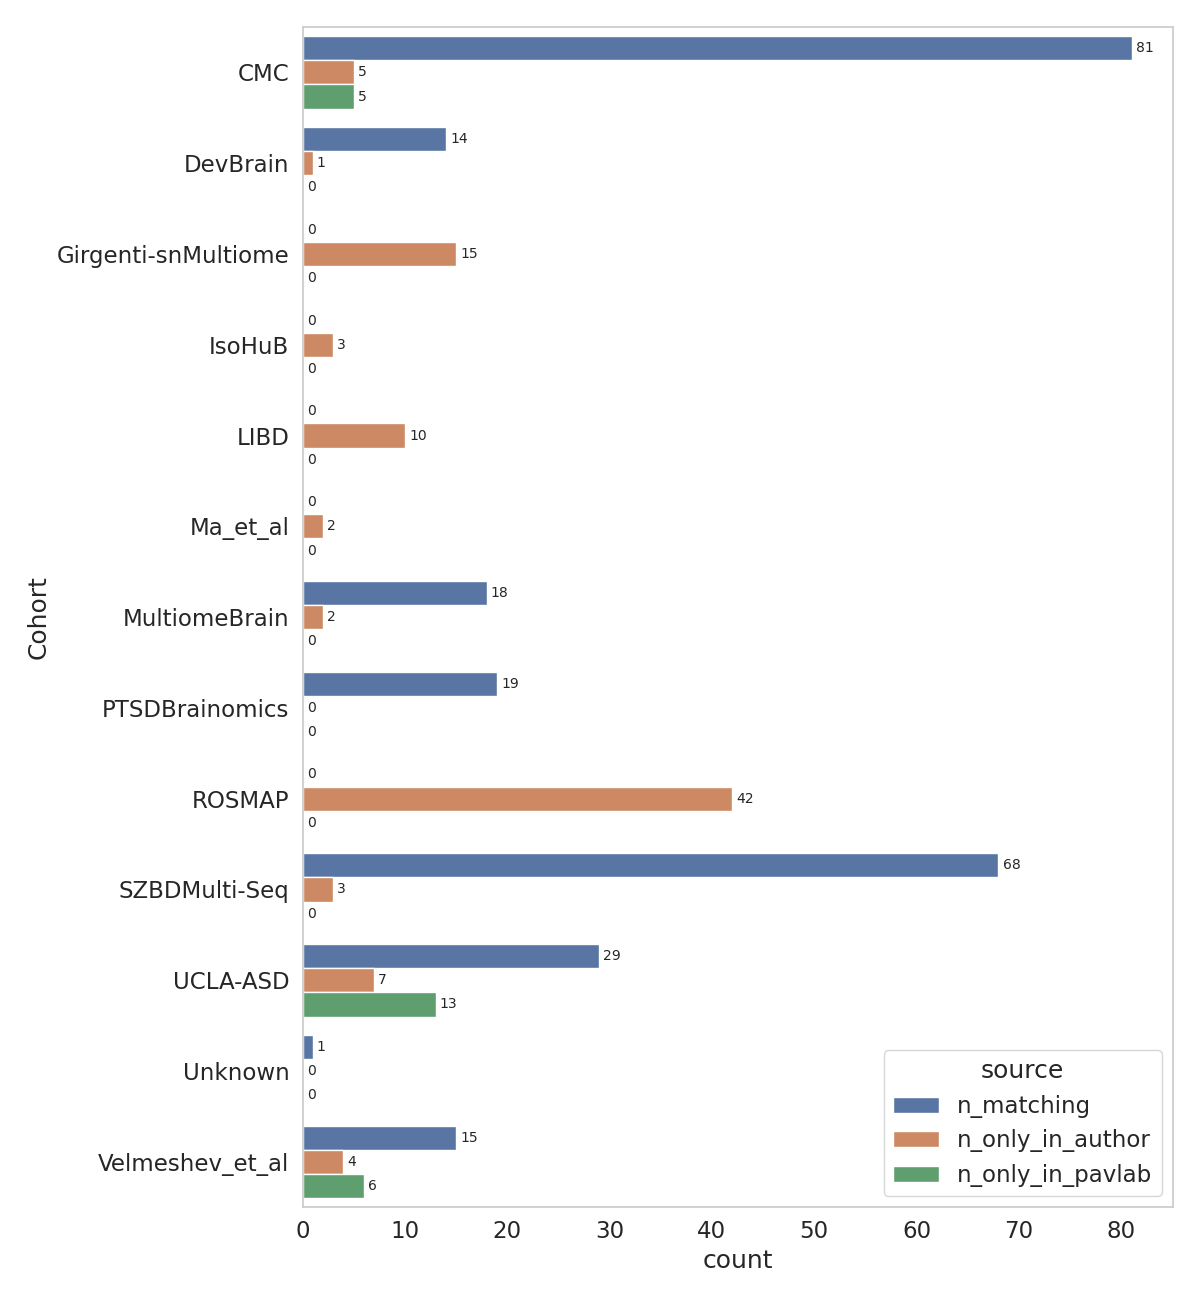 CMC
81
5
5
DevBrain
14
1
0
Girgenti-snMultiome
0
15
0
IsoHuB
0
3
0
LIBD
0
10
0
Ma_et_al
0
2
0
MultiomeBrain
18
2
0
PTSDBrainomics
19
0
0
ROSMAP
0
42
0
SZBDMulti-Seq
68
3
0
UCLA-ASD
29
7
13
Unknown
1
0
0
Velmeshev_et_al
15
4
6
Cohort
0 10 20 30 40 50 60 70 80
count
source
n_matching
n_only_in_author
n_only_in_pavlab